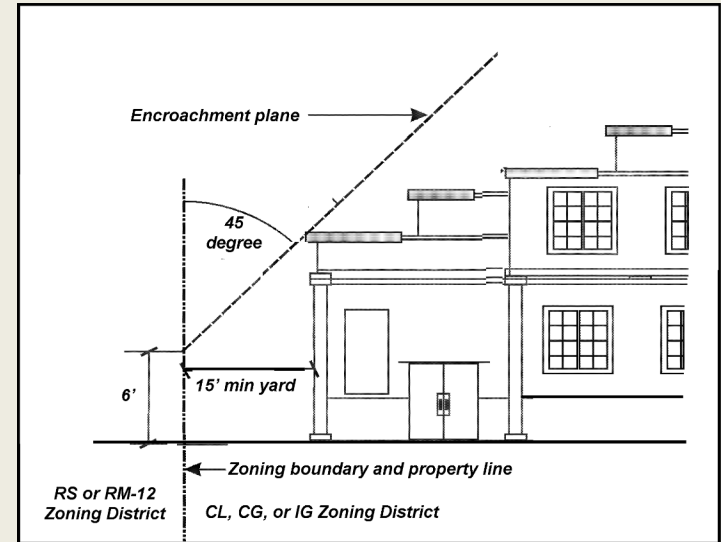 Encroachment plane
45
degree
15' min yard
6'
Zoning boundary and property line
RS or RM-12
Zoning District
CL, CG, or IG Zoning District